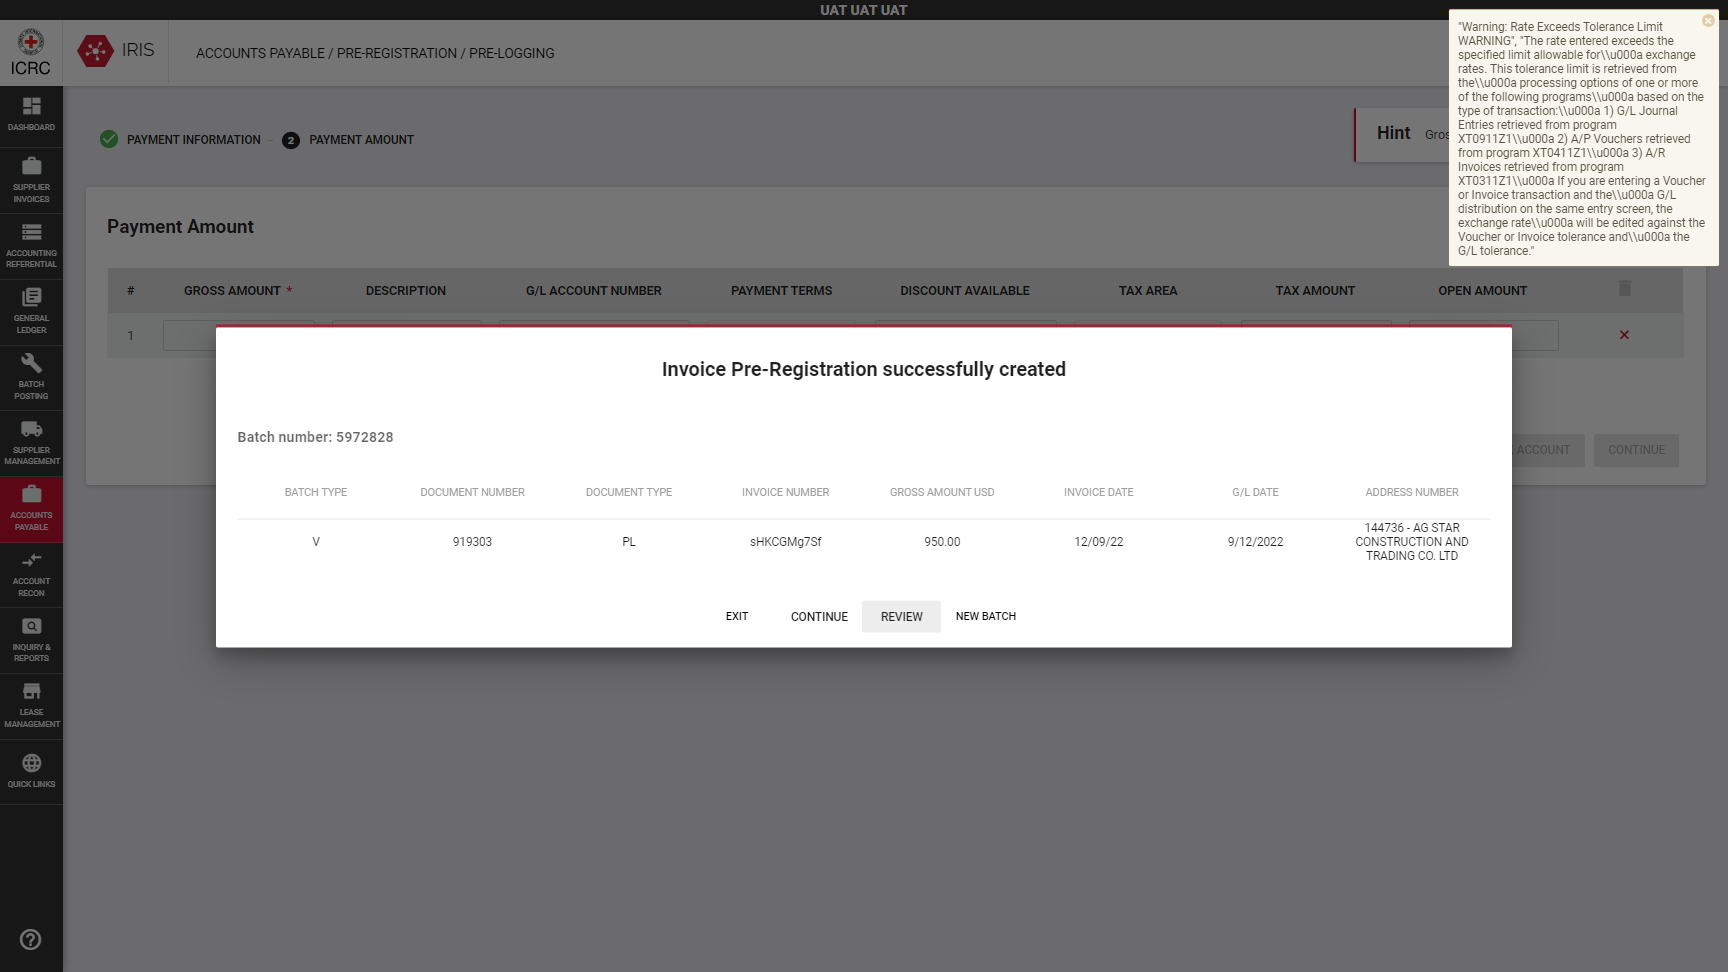 UAT UAT UAT
ICRC
IRIS
ACCOUNTS PAYABLE / PRE-REGISTRATION / PRE-LOGGING
"Warning: Rate Exceeds Tolerance Limit
WARNING", "The rate entered exceeds the
specified limit allowable for\\u000a exchange
rates. This tolerance limit is retrieved from
the\\u000a processing options of one or more
of the following programs\\u000a based on the
type of transaction:\\u000a 1) G/L Journal
Entries retrieved from program
XT0911Z1\\u000a 2) A/P Vouchers retrieved
from program XT0411Z1\\u000a 3) A/R
Invoices retrieved from program
XT0311Z1\\u000a If you are entering a Voucher
or Invoice transaction and the\\u000a G/L
distribution on the same entry screen, the
exchange rate\\u000a will be edited against the
Voucher or Invoice tolerance and\\u000a the
G/L tolerance."
DASHBOARD
SUPPLIER
INVOICES
ACCOUNTING
REFERENTIAL
GENERAL
LEDGER
BATCH
POSTING
SUPPLIER
MANAGEMENT
ACCOUNTS
PAYABLE
ACCOUNT
RECON
INQUIRY &
REPORTS
LEASE
MANAGEMENT
QUICK LINKS
PAYMENT INFORMATION - 2 PAYMENT AMOUNT
Hint Gros
Payment Amount
# GROSS AMOUNT * DESCRIPTION G/L ACCOUNT NUMBER PAYMENT TERMS DISCOUNT AVAILABLE TAX AREA TAX AMOUNT OPEN AMOUNT
1
ACCOUNT CONTINUE
Invoice Pre-Registration successfully created
Batch number: 5972828
BATCH TYPE DOCUMENT NUMBER DOCUMENT TYPE INVOICE NUMBER GROSS AMOUNT USD INVOICE DATE G/L DATE ADDRESS NUMBER
V 919303 PL sHKCGMg7Sf 950.00 12/09/22 9/12/2022 144736 - AG STAR
CONSTRUCTION AND
TRADING CO. LTD
EXIT CONTINUE REVIEW NEW BATCH